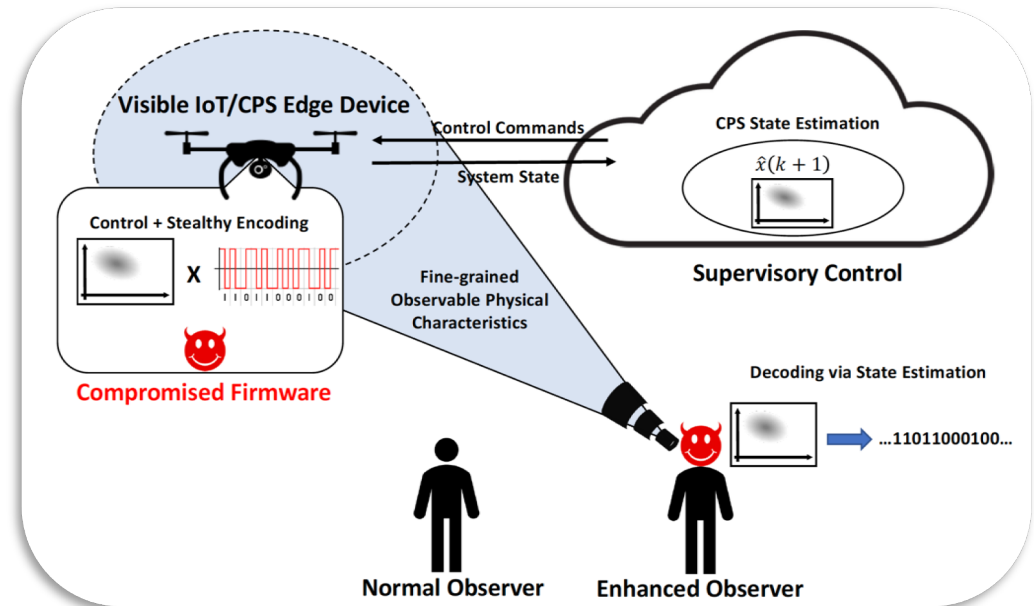 Visible IoT/CPS Edge Device
Control Commands
System State
CPS State Estimation
x̂(k + 1)
Supervisory Control
Control + Stealthy Encoding
X
1 1 0 1 1 0 0 0 1 0 0
Compromised Firmware
Fine-grained
Observable Physical
Characteristics
Decoding via State Estimation
...11011000100...
Normal Observer
Enhanced Observer